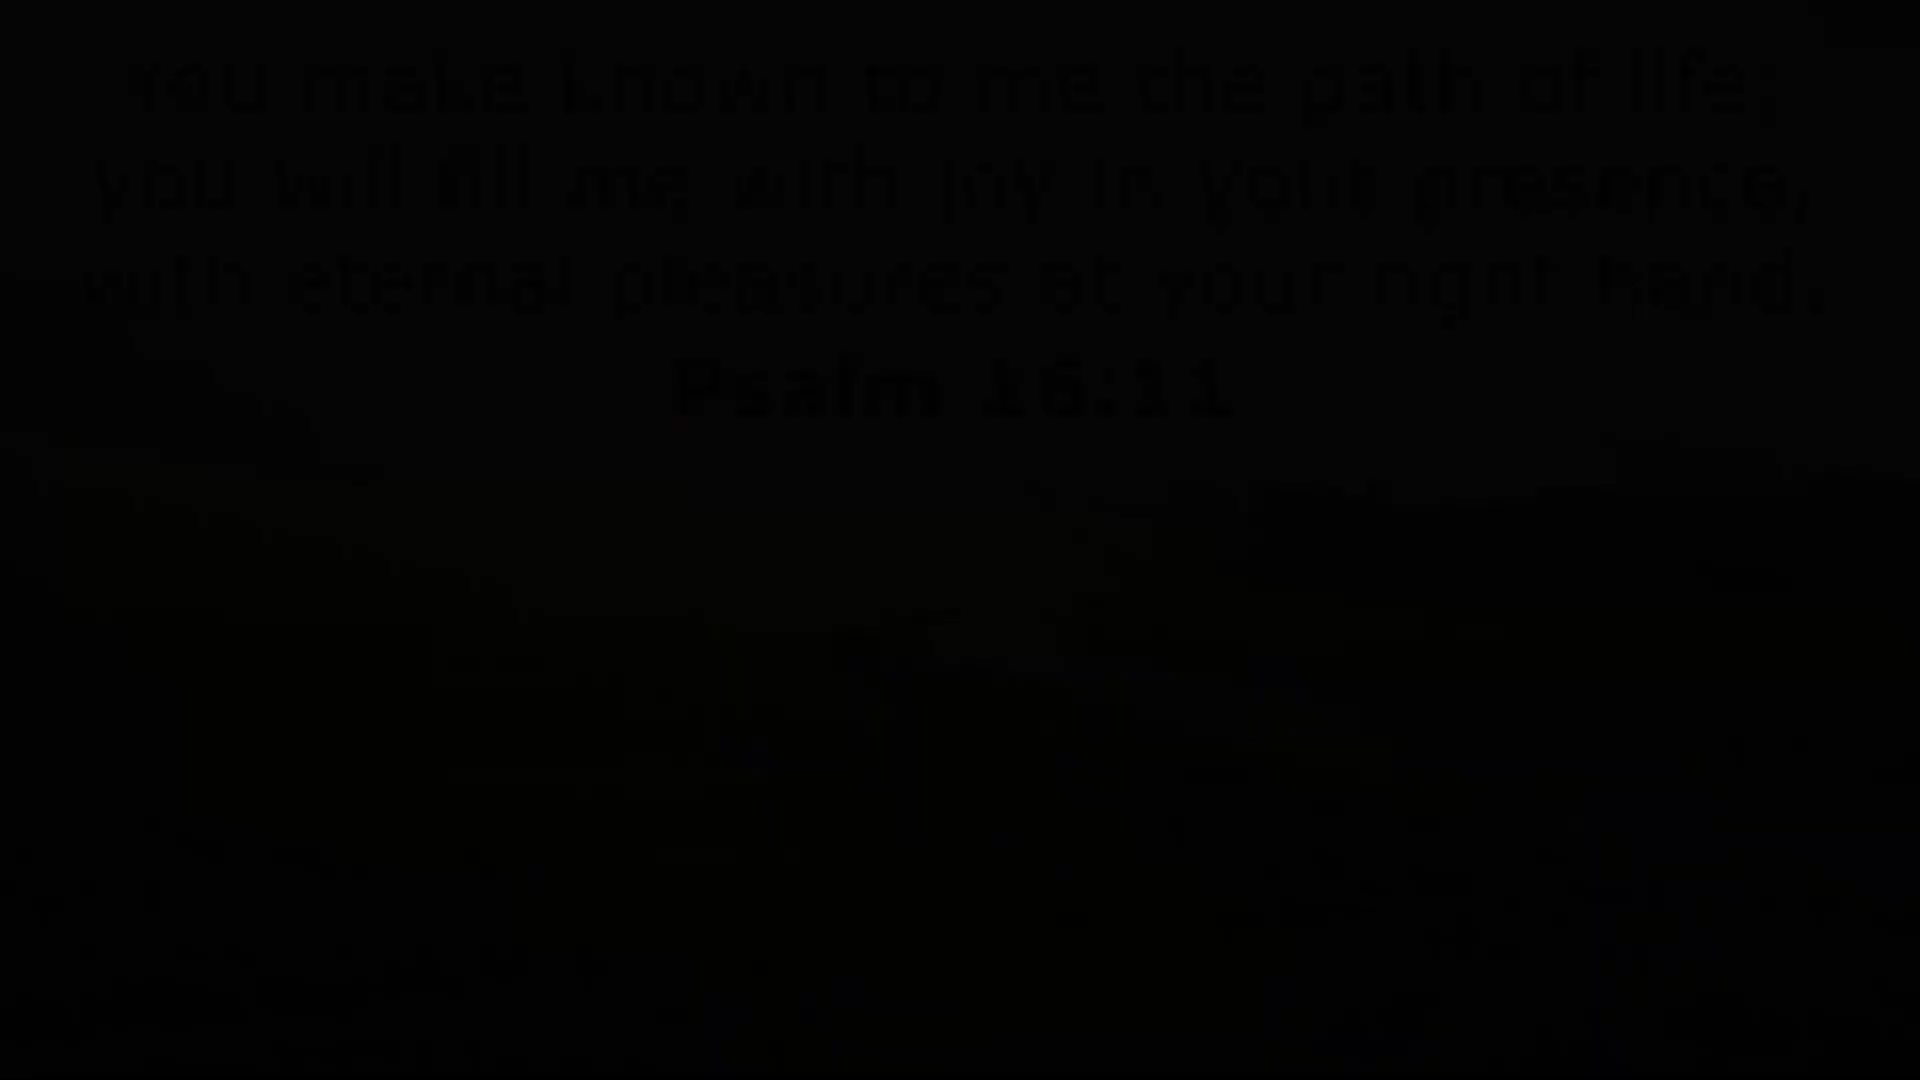 You make known to me the path of life;
you will fill me with joy in your presence,
with eternal pleasures at your right hand.
Psalm 16:11